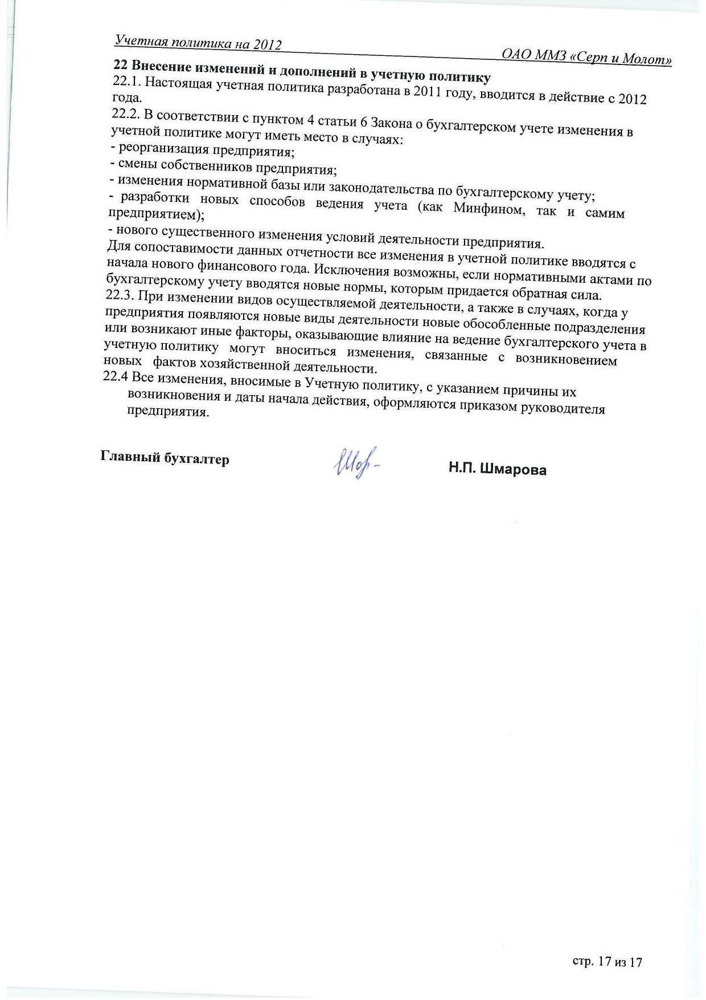 Учетная политика на 2012 ОАО ММЗ «Серп и Молот»
22 Внесение изменений и дополнений в учетную политику
22.1. Настоящая учетная политика разработана в 2011 году, вводится в действие с 2012
года.
22.2. В соответствии с пунктом 4 статьи 6 Закона о бухгалтерском учете изменения в
учетной политике могут иметь место в случаях:
- реорганизация предприятия;
- смены собственников предприятия;
- изменения нормативной базы или законодательства по бухгалтерскому учету;
- разработки новых способов ведения учета (как Минфином, так и самим
предприятием);
- нового существенного изменения условий деятельности предприятия.
Для сопоставимости данных отчетности все изменения в учетной политике вводятся с
начала нового финансового года. Исключения возможны, если нормативными актами по
бухгалтерскому учету вводятся новые нормы, которым придается обратная сила.
22.3. При изменении видов осуществляемой деятельности, а также в случаях, когда у
предприятия появляются новые виды деятельности новые обособленные подразделения
или возникают иные факторы, оказывающие влияние на ведение бухгалтерского учета в
учетную политику могут вноситься изменения, связанные с возникновением
новых фактов хозяйственной деятельности.
22.4 Все изменения, вносимые в Учетную политику, с указанием причины их
возникновения и даты начала действия, оформляются приказом руководителя
предприятия.
Главный бухгалтер Н.П. Шмарова
стр. 17 из 17